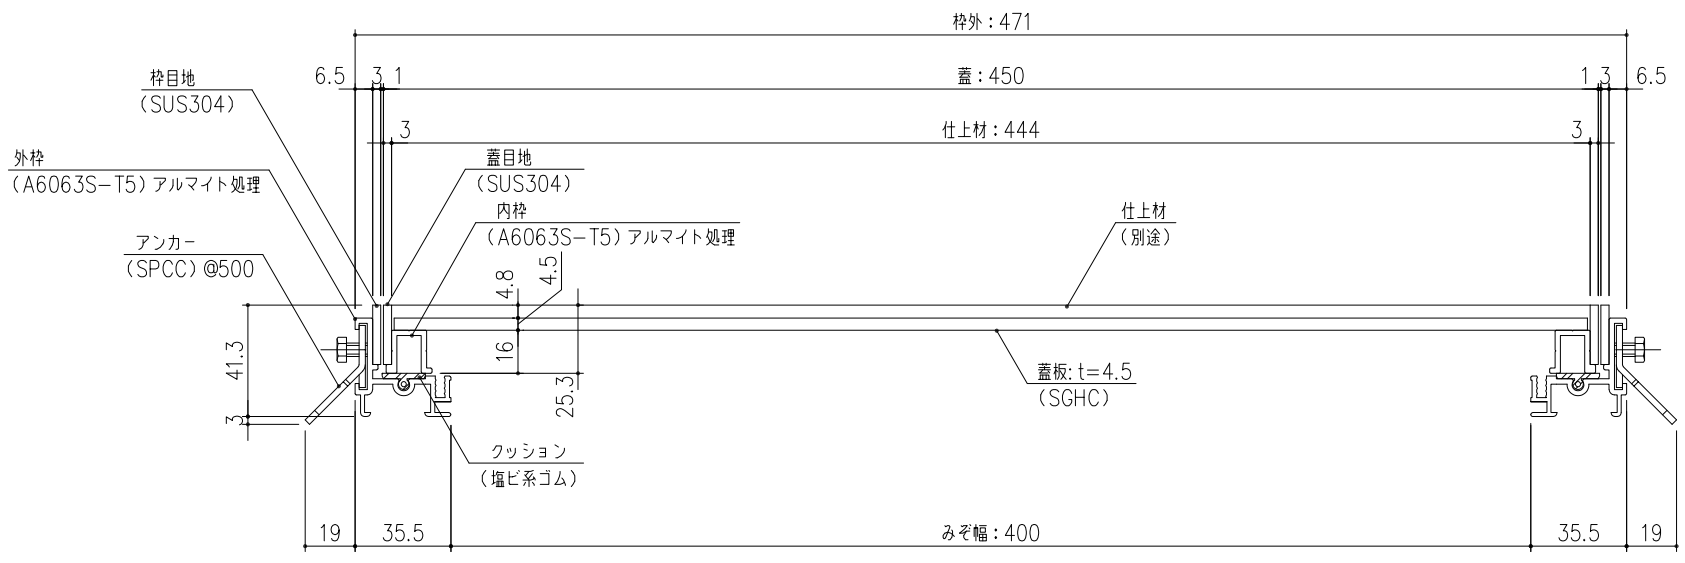 枠外：471
6.5
3
1
蓋：450
1
3
6.5
枠目地
（SUS304）
3
仕上材：444
3
外枠
（A6063S−T5）アルマイト処理
蓋目地
（SUS304）
内枠
（A6063S−T5）アルマイト処理
仕上材
（別途）
アンカー
（SPCC）@500
4.8
4.5
16
25.3
41.3
3
蓋板：t＝4.5
（SGHC）
クッション
（塩ビ系ゴム）
19
35.5
みぞ幅：400
35.5
19